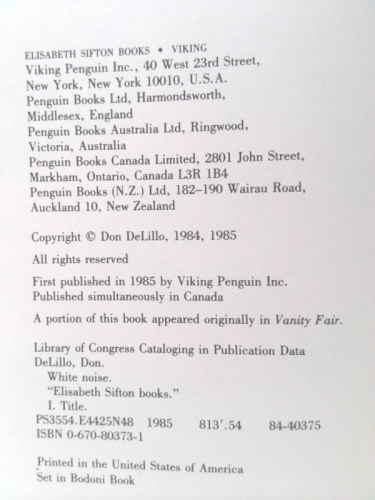 ELISABETH SIFTON BOOKS • VIKING
Viking Penguin Inc., 40 West 23rd Street,
New York, New York 10010, U.S.A.
Penguin Books Ltd, Harmondsworth,
Middlesex, England
Penguin Books Australia Ltd, Ringwood,
Victoria, Australia
Penguin Books Canada Limited, 2801 John Street,
Markham, Ontario, Canada L3R 1B4
Penguin Books (N.Z.) Ltd, 182–190 Wairau Road,
Auckland 10, New Zealand
Copyright © Don DeLillo, 1984, 1985
All rights reserved
First published in 1985 by Viking Penguin Inc.
Published simultaneously in Canada
A portion of this book appeared originally in Vanity Fair.
Library of Congress Cataloging in Publication Data
DeLillo, Don.
White noise.
"Elisabeth Sifton books."
I. Title.
PS3554.E4425N48 1985 813'.54 84-40375
ISBN 0-670-80373-1
Printed in the United States of America
Set in Bodoni Book